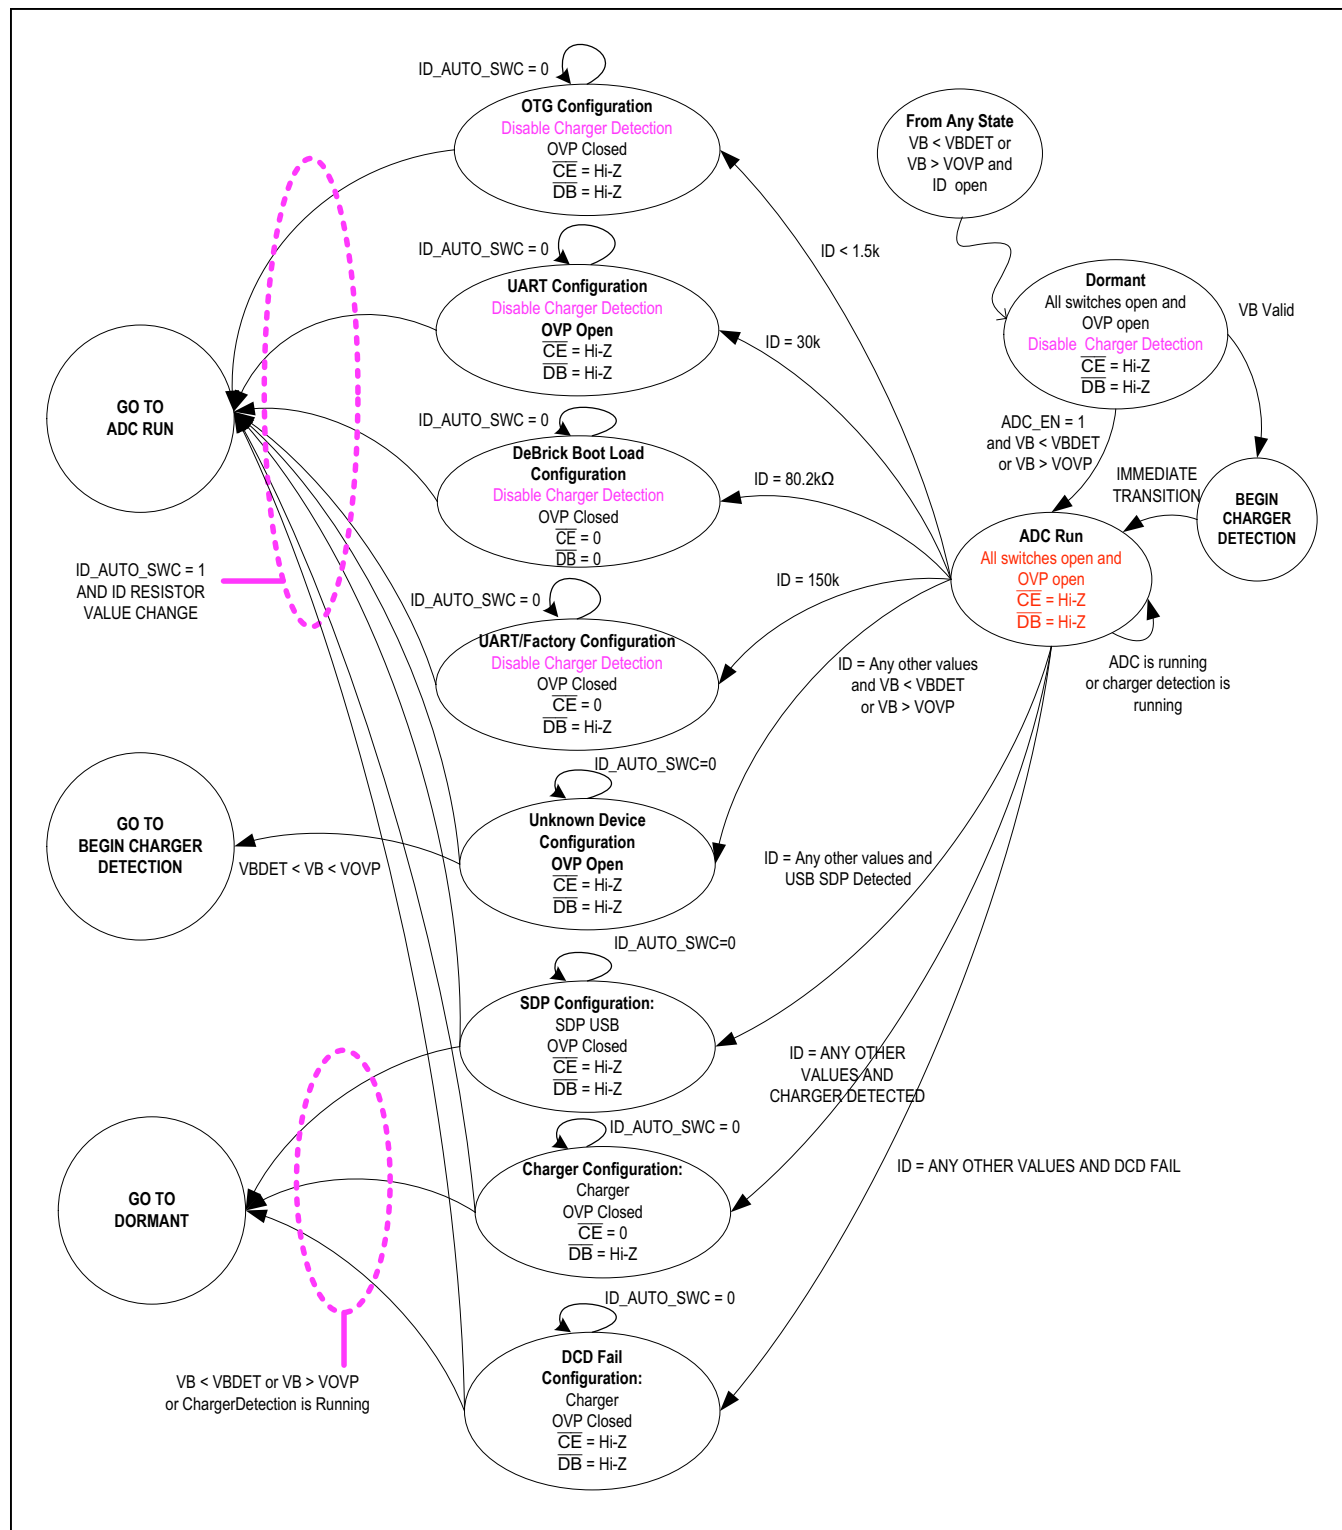 ID_AUTO_SWC = 0
OTG Configuration
Disable Charger Detection
OVP Closed
CE = Hi-Z
DB = Hi-Z
From Any State
VB < VBDET or
VB > VOVP and
ID open
ID_AUTO_SWC = 0
UART Configuration
Disable Charger Detection
OVP Open
CE = Hi-Z
DB = Hi-Z
ID < 1.5k
ID = 30k
Dormant
All switches open and
OVP open
Disable Charger Detection
CE = Hi-Z
DB = Hi-Z
VB Valid
GO TO
ADC RUN
ID_AUTO_SWC = 0
DeBrick Boot Load
Configuration
Disable Charger Detection
OVP Closed
CE = 0
DB = 0
ID = 80.2kΩ
ADC_EN = 1
and VB < VBDET
or VB > VOVP
IMMEDIATE
TRANSITION
BEGIN
CHARGER
DETECTION
ADC Run
All switches open and
OVP open
CE = Hi-Z
DB = Hi-Z
ID_AUTO_SWC = 1
AND ID RESISTOR
VALUE CHANGE
ID_AUTO_SWC = 0
UART/Factory Configuration
Disable Charger Detection
OVP Closed
CE = 0
DB = Hi-Z
ID = 150k
ID = Any other values
and VB < VBDET
or VB > VOVP
ADC is running
or charger detection is
running
GO TO
BEGIN CHARGER
DETECTION
VBDET < VB < VOVP
ID_AUTO_SWC=0
Unknown Device
Configuration
OVP Open
CE = Hi-Z
DB = Hi-Z
ID = Any other values and
USB SDP Detected
ID_AUTO_SWC=0
SDP Configuration:
SDP USB
OVP Closed
CE = Hi-Z
DB = Hi-Z
ID = ANY OTHER
VALUES AND
CHARGER DETECTED
GO TO
DORMANT
ID_AUTO_SWC = 0
Charger Configuration:
Charger
OVP Closed
CE = 0
DB = Hi-Z
ID = ANY OTHER VALUES AND DCD FAIL
ID_AUTO_SWC = 0
DCD Fail
Configuration:
Charger
OVP Closed
CE = Hi-Z
DB = Hi-Z
VB < VBDET or VB > VOVP
or ChargerDetection is Running